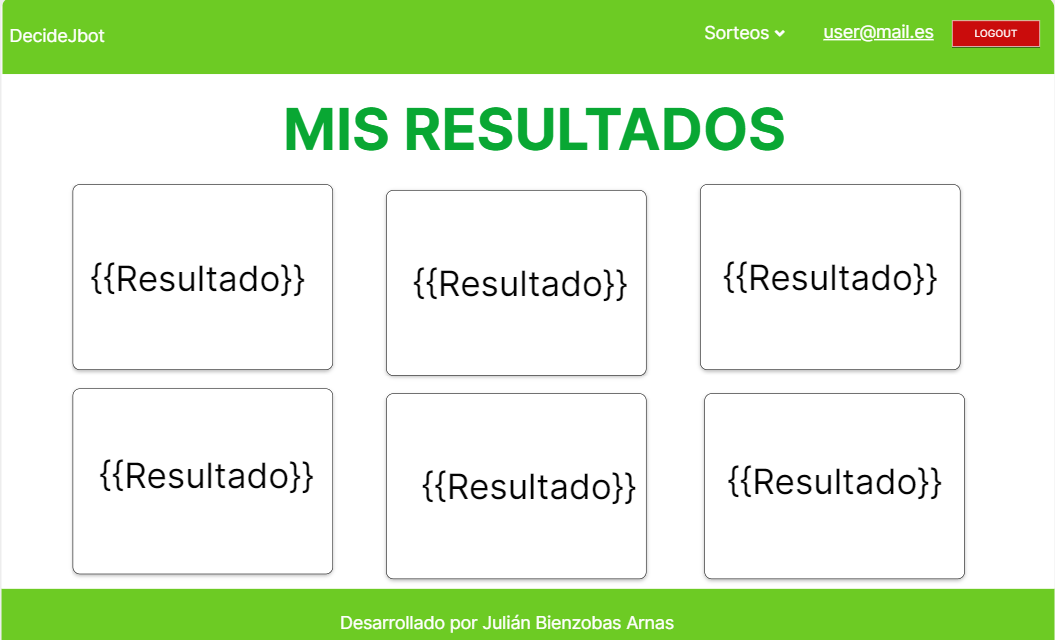 DecideJbot
Sorteos
user@mail.es
LOGOUT
MIS RESULTADOS
{{Resultado}}
{{Resultado}}
{{Resultado}}
{{Resultado}}
{{Resultado}}
{{Resultado}}
Desarrollado por Julián Bienzobas Arnas